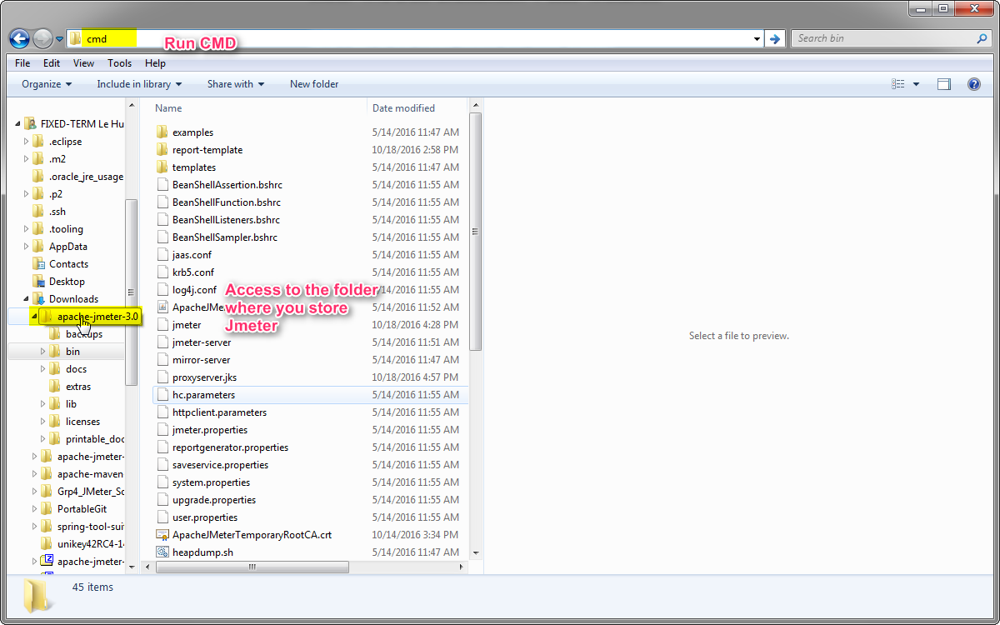 cmd
Run CMD
Search bin
File Edit View Tools Help
Organize Include in library Share with New folder
FIXED-TERM Le Hu
.eclipse
.m2
.oracle_jre_usage
.p2
.ssh
.tooling
AppData
Contacts
Desktop
Downloads
apache-jmeter-3.0
backups
bin
docs
extras
lib
licenses
printable_doc
apache-jmeter-
apache-maven
Grp4_JMeter_Sc
PortableGit
spring-tool-sui
unikey42RC4-14
apache-jmeter-
Name Date modified
examples 5/14/2016 11:47 AM
report-template 10/18/2016 2:58 PM
templates 5/14/2016 11:47 AM
BeanShellAssertion.bshrc 5/14/2016 11:55 AM
BeanShellFunction.bshrc 5/14/2016 11:55 AM
BeanShellListeners.bshrc 5/14/2016 11:55 AM
BeanShellSampler.bshrc 5/14/2016 11:55 AM
jaas.conf 5/14/2016 11:55 AM
krb5.conf 5/14/2016 11:55 AM
log4j.conf /14/2016 11:55 AM
ApacheJMe 5/14/2016 11:52 AM
jmeter 10/18/2016 4:28 PM
jmeter-server 5/14/2016 11:51 AM
mirror-server 5/14/2016 11:47 AM
proxyserver.jks 10/18/2016 4:57 PM
hc.parameters 5/14/2016 11:55 AM
httpclient.parameters 5/14/2016 11:55 AM
jmeter.properties 5/14/2016 11:55 AM
reportgenerator.properties 5/14/2016 11:55 AM
saveservice.properties 5/14/2016 11:55 AM
system.properties 5/14/2016 11:55 AM
upgrade.properties 5/14/2016 11:55 AM
user.properties 5/14/2016 11:55 AM
ApacheJMeterTemporaryRootCA.crt 10/14/2016 3:34 PM
heapdump.sh 5/14/2016 11:47 AM
Access to the folder
where you store
Jmeter
Select a file to preview.
45 items